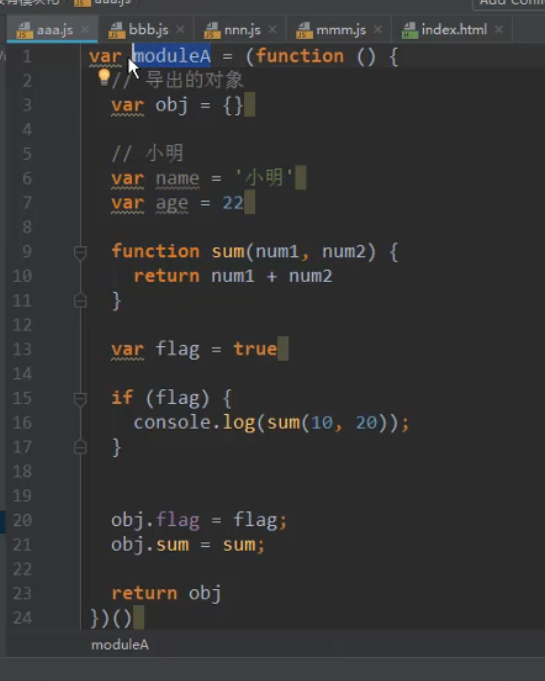 aaa.js
aaa.js bbb.js nnn.js mmm.js index.html
1 var moduleA = (function () {
2 // 导出的对象
3 var obj = {}
4
5 // 小明
6 var name = '小明'
7 var age = 22
8
9 function sum(num1, num2) {
10 return num1 + num2
11 }
12
13 var flag = true
14
15 if (flag) {
16 console.log(sum(10, 20));
17 }
18
19
20 obj.flag = flag;
21 obj.sum = sum;
22
23 return obj
24 })()
moduleA